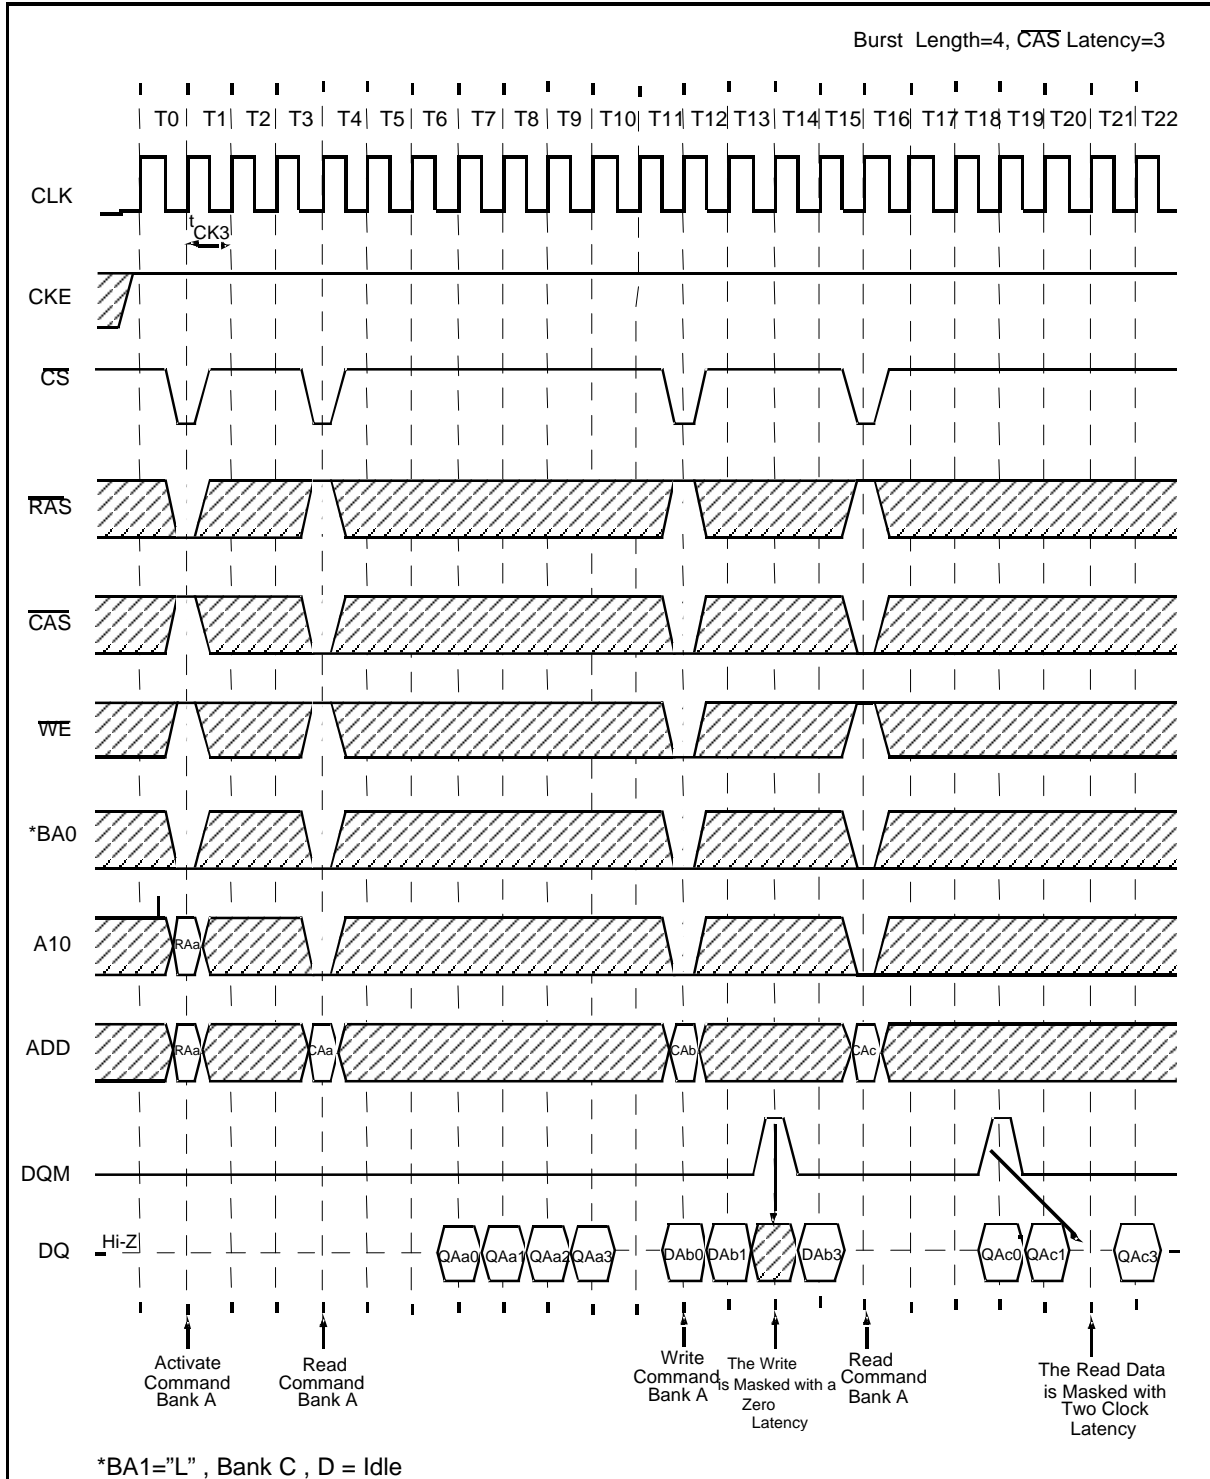 Burst Length=4, CAS Latency=3
T0 T1 T2 T3 T4 T5 T6 T7 T8 T9 T10 T11 T12 T13 T14 T15 T16 T17 T18 T19 T20 T21 T22
CLK
tCK3
CKE
CS
RAS
CAS
WE
*BA0
A10 RAa
ADD RAa CAa CAb CAc
DQM
DQ Hi-Z QAa0 QAa1 QAa2 QAa3 DAb0 DAb1 DAb3 QAc0 QAc1 QAc3
Activate
Command
Bank A
Read
Command
Bank A
Write
Command
Bank A
The Write
is Masked with a
Zero
Latency
Read
Command
Bank A
The Read Data
is Masked with
Two Clock
Latency
*BA1="L" , Bank C , D = Idle